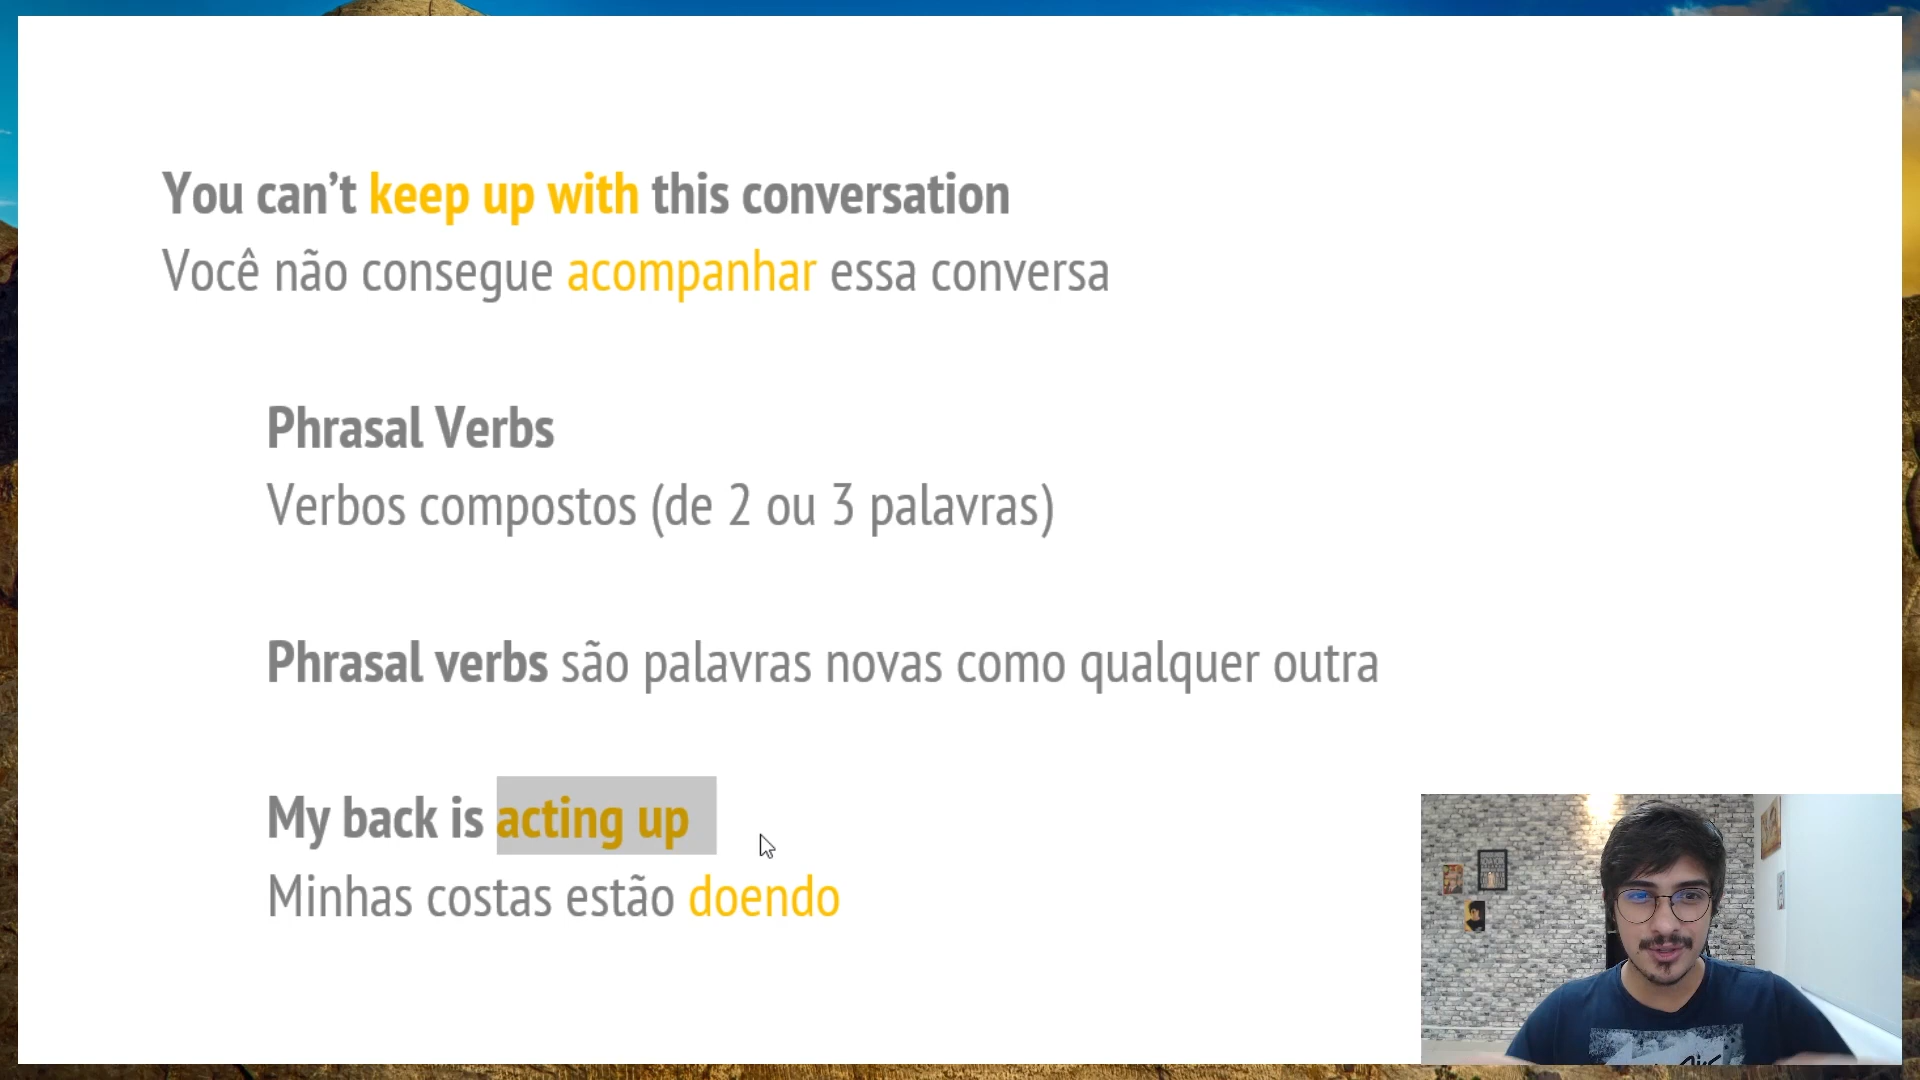 You can’t keep up with this conversation
Você não consegue acompanhar essa conversa
Phrasal Verbs
Verbos compostos (de 2 ou 3 palavras)
Phrasal verbs são palavras novas como qualquer outra
My back is acting up
Minhas costas estão doendo